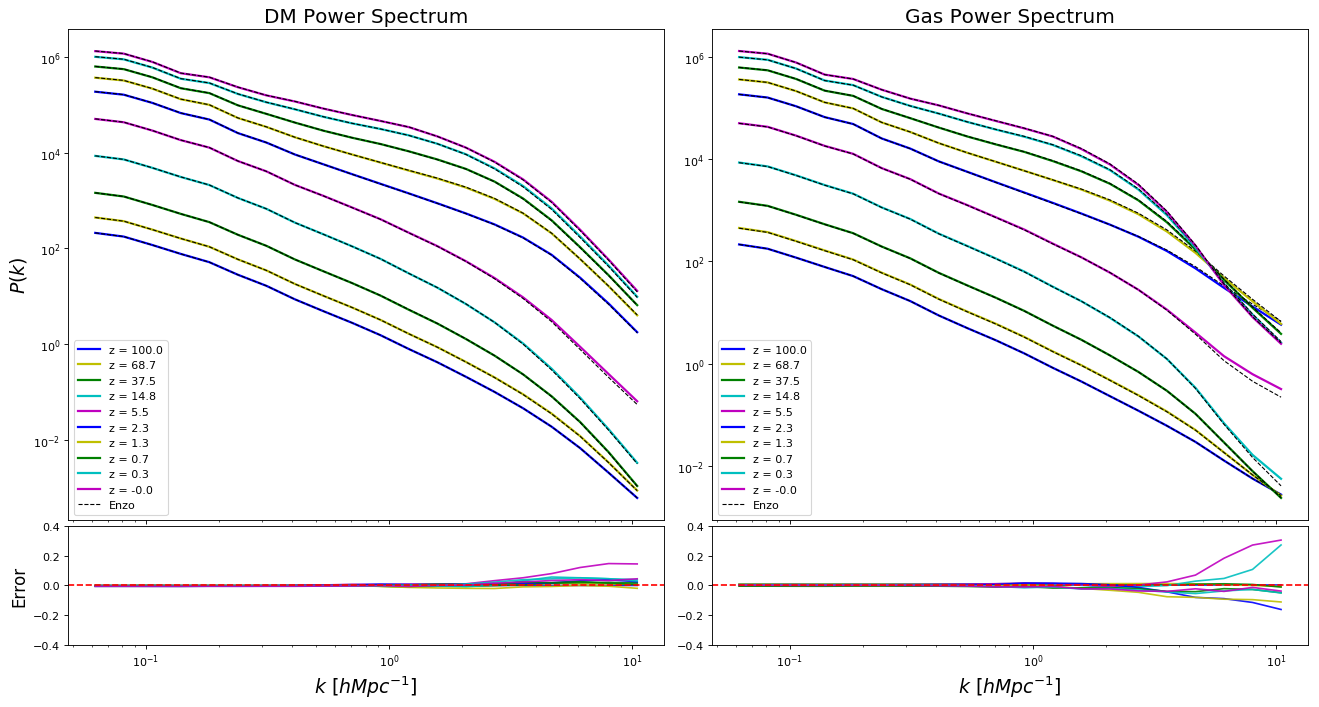 DM Power Spectrum
P(k)
10^6
10^4
10^2
10^0
10^−2
z = 100.0
z = 68.7
z = 37.5
z = 14.8
z = 5.5
z = 2.3
z = 1.3
z = 0.7
z = 0.3
z = -0.0
Enzo
Error
0.4
0.2
0.0
−0.2
−0.4
10^−1
10^0
10^1
k [hMpc^−1]
Gas Power Spectrum
10^6
10^4
10^2
10^0
10^−2
z = 100.0
z = 68.7
z = 37.5
z = 14.8
z = 5.5
z = 2.3
z = 1.3
z = 0.7
z = 0.3
z = -0.0
Enzo
0.4
0.2
0.0
−0.2
−0.4
10^−1
10^0
10^1
k [hMpc^−1]